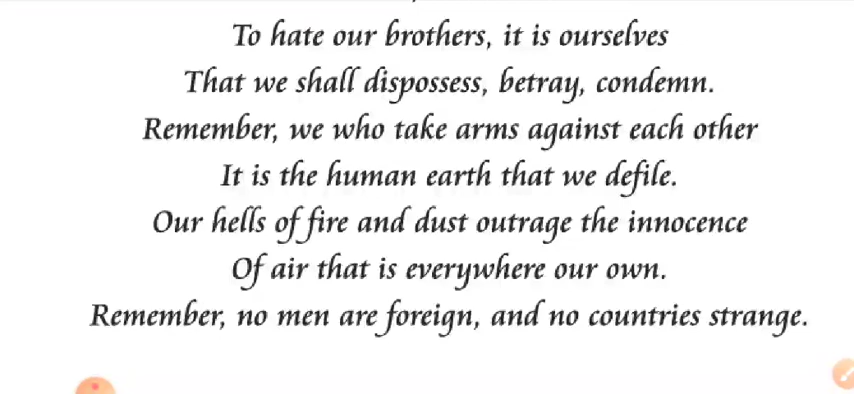 To hate our brothers, it is ourselves
That we shall dispossess, betray, condemn.
Remember, we who take arms against each other
It is the human earth that we defile.
Our hells of fire and dust outrage the innocence
Of air that is everywhere our own.
Remember, no men are foreign, and no countries strange.